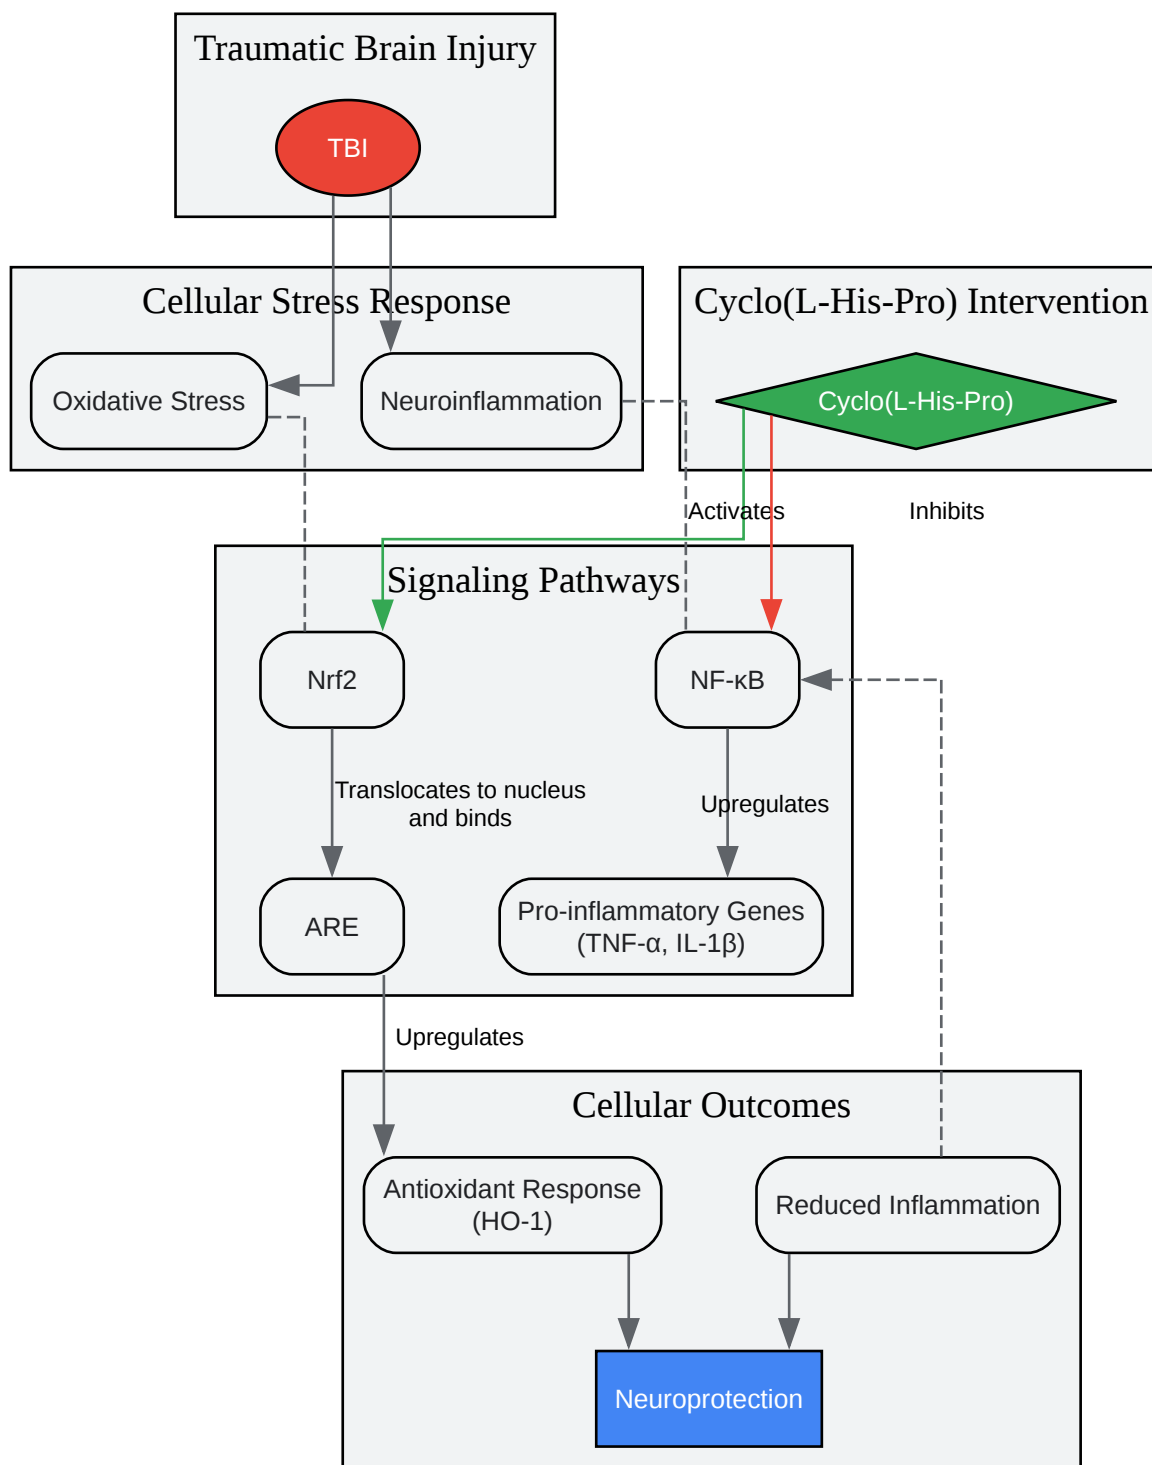 Traumatic Brain Injury
TBI
Cellular Stress Response
Cyclo(L-His-Pro) Intervention
Oxidative Stress
Neuroinflammation
Cyclo(L-His-Pro)
Activates
Inhibits
Signaling Pathways
Nrf2
NF-κB
Translocates to nucleus
and binds
Upregulates
ARE
Pro-inflammatory Genes
(TNF-α, IL-1β)
Upregulates
Cellular Outcomes
Antioxidant Response
(HO-1)
Reduced Inflammation
Neuroprotection